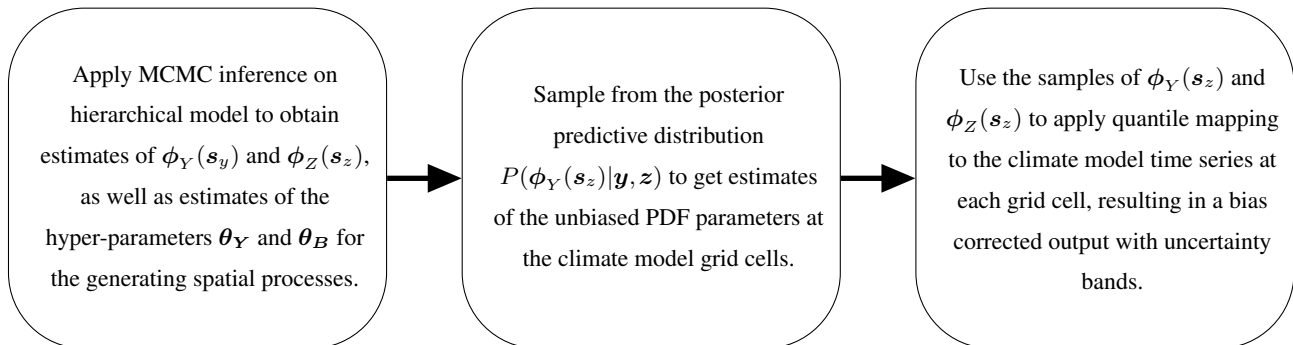 Apply MCMC inference on
hierarchical model to obtain
estimates of ϕ_Y(s_y) and ϕ_Z(s_z),
as well as estimates of the
hyper-parameters θ_Y and θ_B for
the generating spatial processes.
Sample from the posterior
predictive distribution
P(ϕ_Y(s_z)|y, z) to get estimates
of the unbiased PDF parameters at
the climate model grid cells.
Use the samples of ϕ_Y(s_z) and
ϕ_Z(s_z) to apply quantile mapping
to the climate model time series at
each grid cell, resulting in a bias
corrected output with uncertainty
bands.